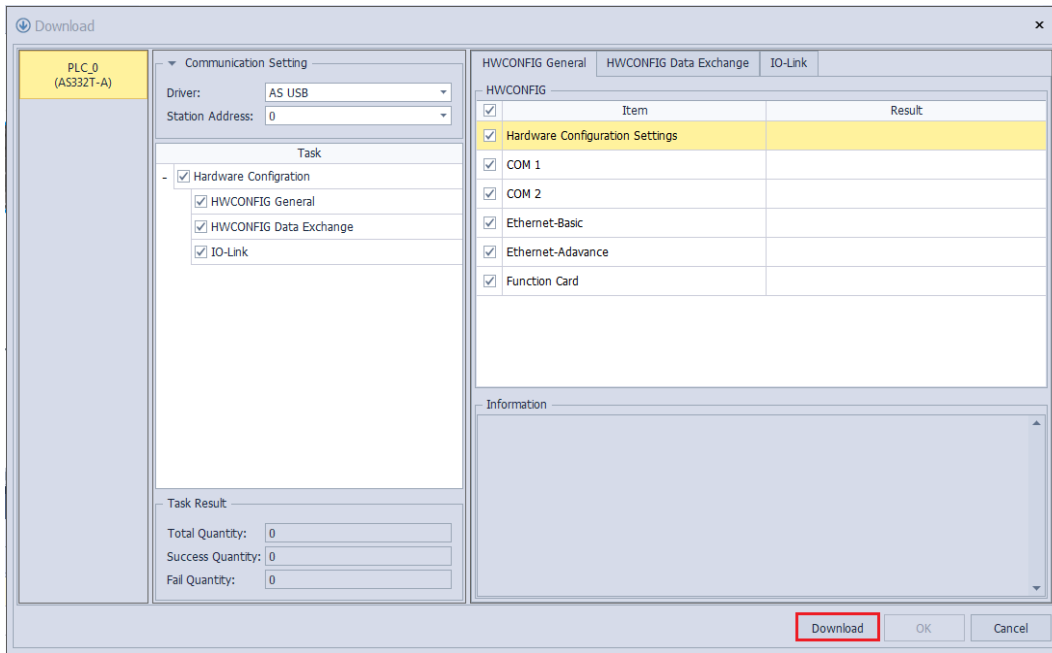 Download
PLC_0
(AS332T-A)
Communication Setting
Driver: AS USB
Station Address: 0
Task
Hardware Configration
HWCONFIG General
HWCONFIG Data Exchange
IO-Link
Task Result
Total Quantity: 0
Success Quantity: 0
Fail Quantity: 0
HWCONFIG General HWCONFIG Data Exchange IO-Link
HWCONFIG
Item Result
Hardware Configuration Settings
COM 1
COM 2
Ethernet-Basic
Ethernet-Adavance
Function Card
Information
Download OK Cancel